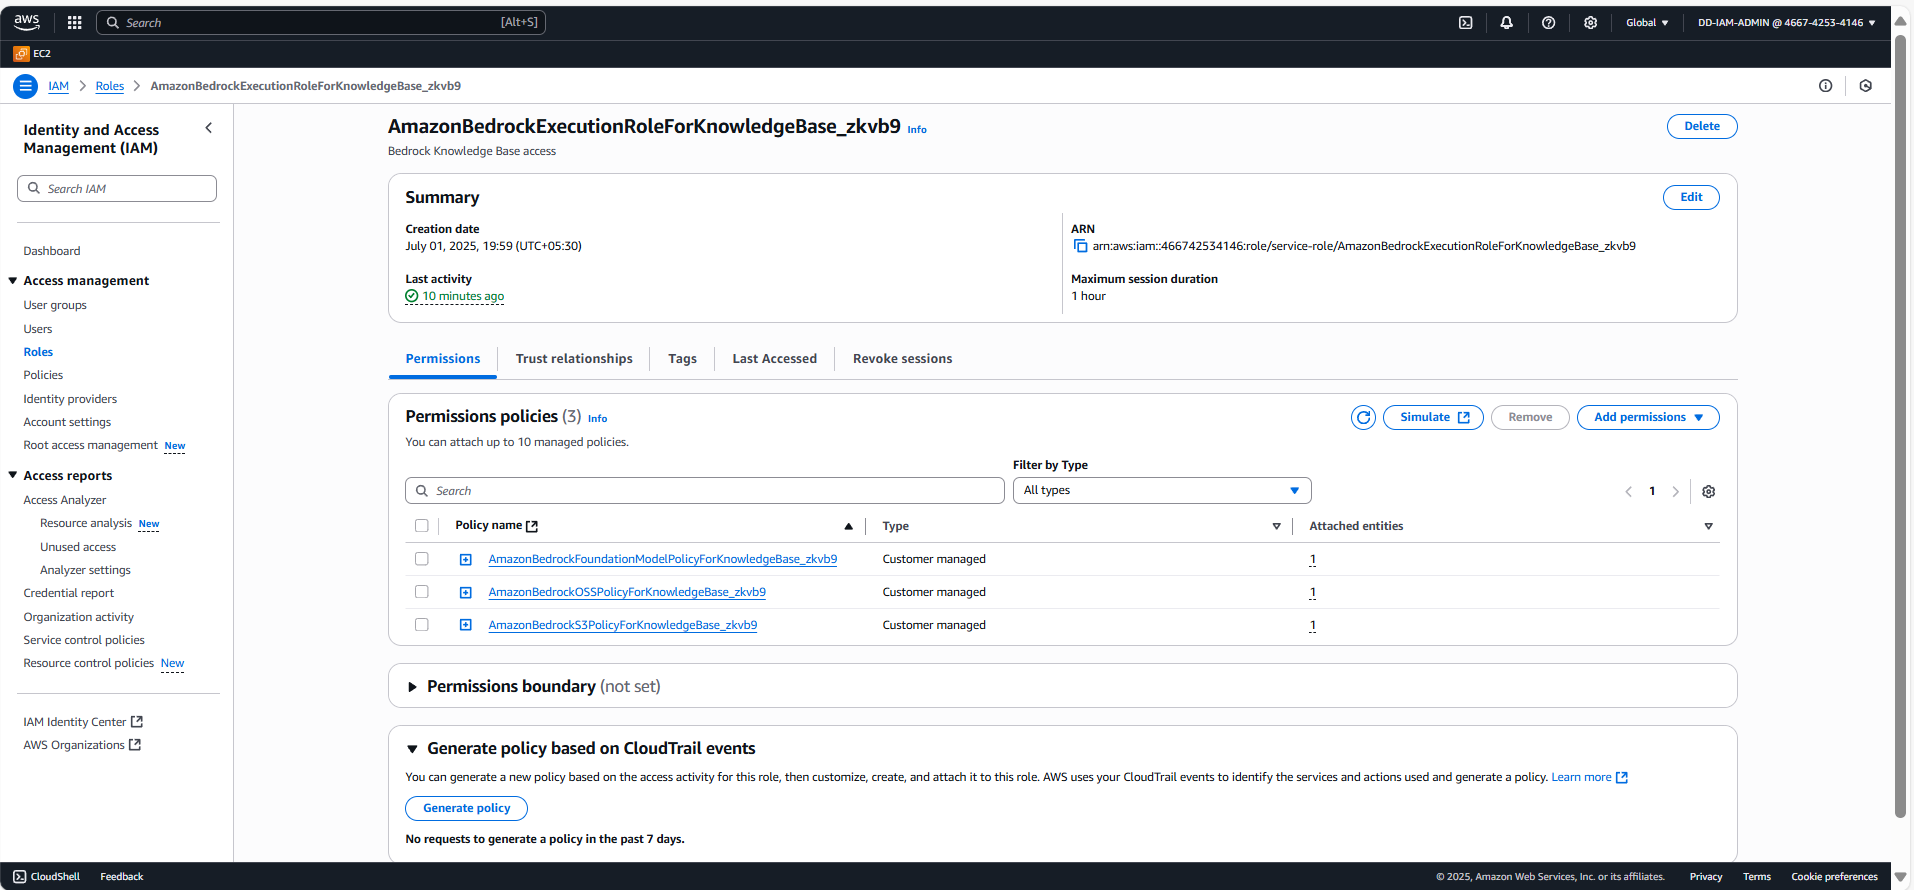 aws
Search [Alt+S]
Global
DD-IAM-ADMIN @ 4667-4253-4146
EC2
IAM > Roles > AmazonBedrockExecutionRoleForKnowledgeBase_zkvb9
Identity and Access
Management (IAM)
Search IAM
Dashboard
Access management
User groups
Users
Roles
Policies
Identity providers
Account settings
Root access management New
Access reports
Access Analyzer
Resource analysis New
Unused access
Analyzer settings
Credential report
Organization activity
Service control policies
Resource control policies New
IAM Identity Center
AWS Organizations
AmazonBedrockExecutionRoleForKnowledgeBase_zkvb9 Info
Delete
Bedrock Knowledge Base access
Summary
Edit
Creation date
July 01, 2025, 19:59 (UTC+05:30)
Last activity
10 minutes ago
ARN
arn:aws:iam::466742534146:role/service-role/AmazonBedrockExecutionRoleForKnowledgeBase_zkvb9
Maximum session duration
1 hour
Permissions
Trust relationships
Tags
Last Accessed
Revoke sessions
Permissions policies (3) Info
Simulate
Remove
Add permissions
You can attach up to 10 managed policies.
Filter by Type
Search
All types
1
Policy name Type Attached entities
AmazonBedrockFoundationModelPolicyForKnowledgeBase_zkvb9 Customer managed 1
AmazonBedrockOSSPolicyForKnowledgeBase_zkvb9 Customer managed 1
AmazonBedrockS3PolicyForKnowledgeBase_zkvb9 Customer managed 1
Permissions boundary (not set)
Generate policy based on CloudTrail events
You can generate a new policy based on the access activity for this role, then customize, create, and attach it to this role. AWS uses your CloudTrail events to identify the services and actions used and generate a policy. Learn more
Generate policy
No requests to generate a policy in the past 7 days.
CloudShell
Feedback
© 2025, Amazon Web Services, Inc. or its affiliates.
Privacy
Terms
Cookie preferences